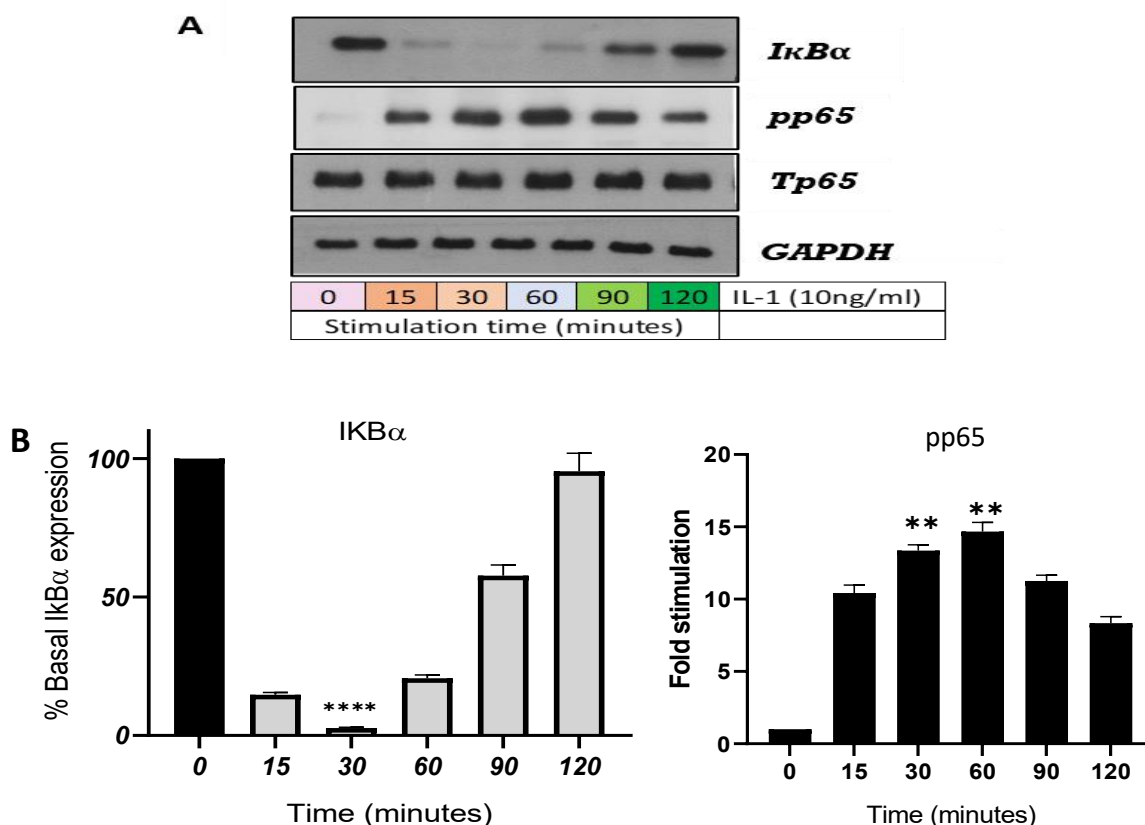 A
IκBα
pp65
Tp65
GAPDH
0 15 30 60 90 120 IL-1 (10ng/ml)
Stimulation time (minutes)
B
IKBα
% Basal IkBα expression
100
50
0
****
0 15 30 60 90 120
Time (minutes)
pp65
Fold stimulation
20
15
10
5
0
** **
0 15 30 60 90 120
Time (minutes)